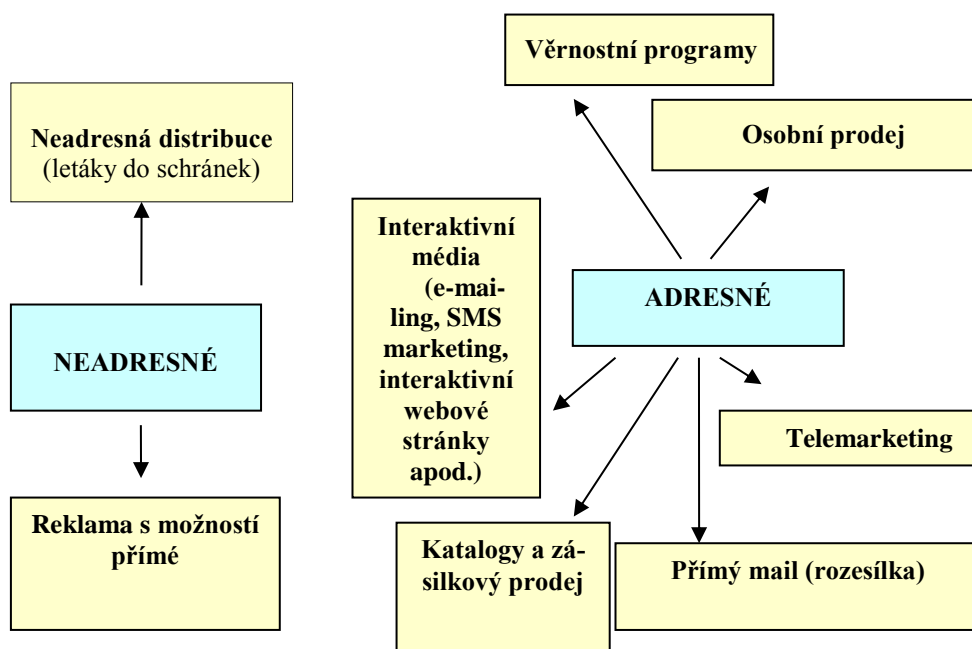 Věrnostní programy
Neadresná distribuce
(letáky do schránek)
Osobní prodej
Interaktivní
média
(e-mai-
ling, SMS
marketing,
interaktivní
webové
stránky
apod.)
ADRESNÉ
NEADRESNÉ
Telemarketing
Reklama s možností
přímé
Katalogy a zá-
silkový prodej
Přímý mail (rozesílka)